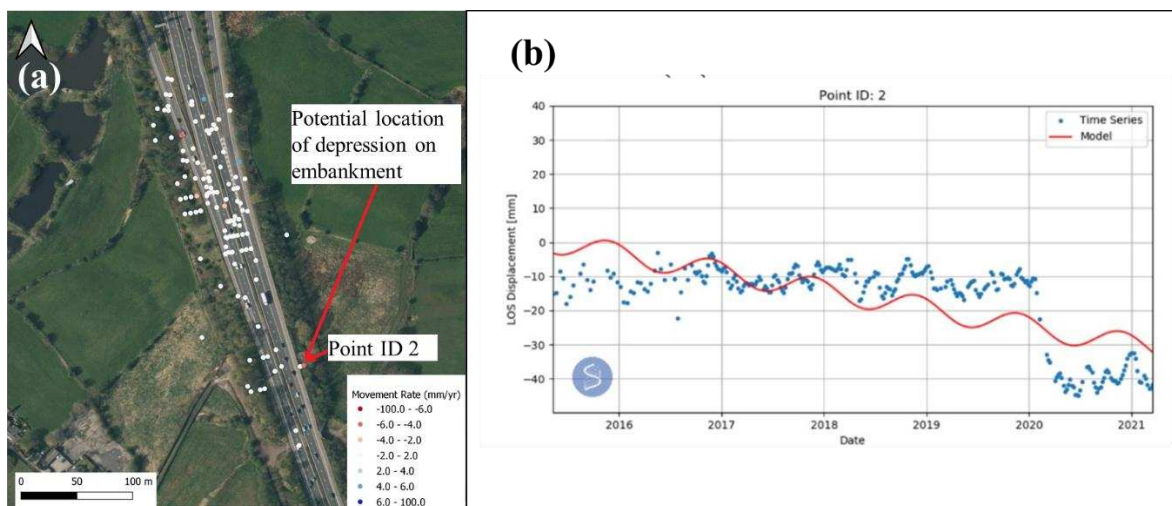 (a)
Potential location
of depression on
embankment
Point ID 2
Movement Rate (mm/yr)
-100.0 - -6.0
-6.0 - -4.0
-4.0 - -2.0
-2.0 - 2.0
2.0 - 4.0
4.0 - 6.0
6.0 - 100.0
0 50 100 m
(b)
Point ID: 2
Time Series
Model
LOS Displacement [mm]
40
30
20
10
0
−10
−20
−30
−40
2016 2017 2018 2019 2020 2021
Date